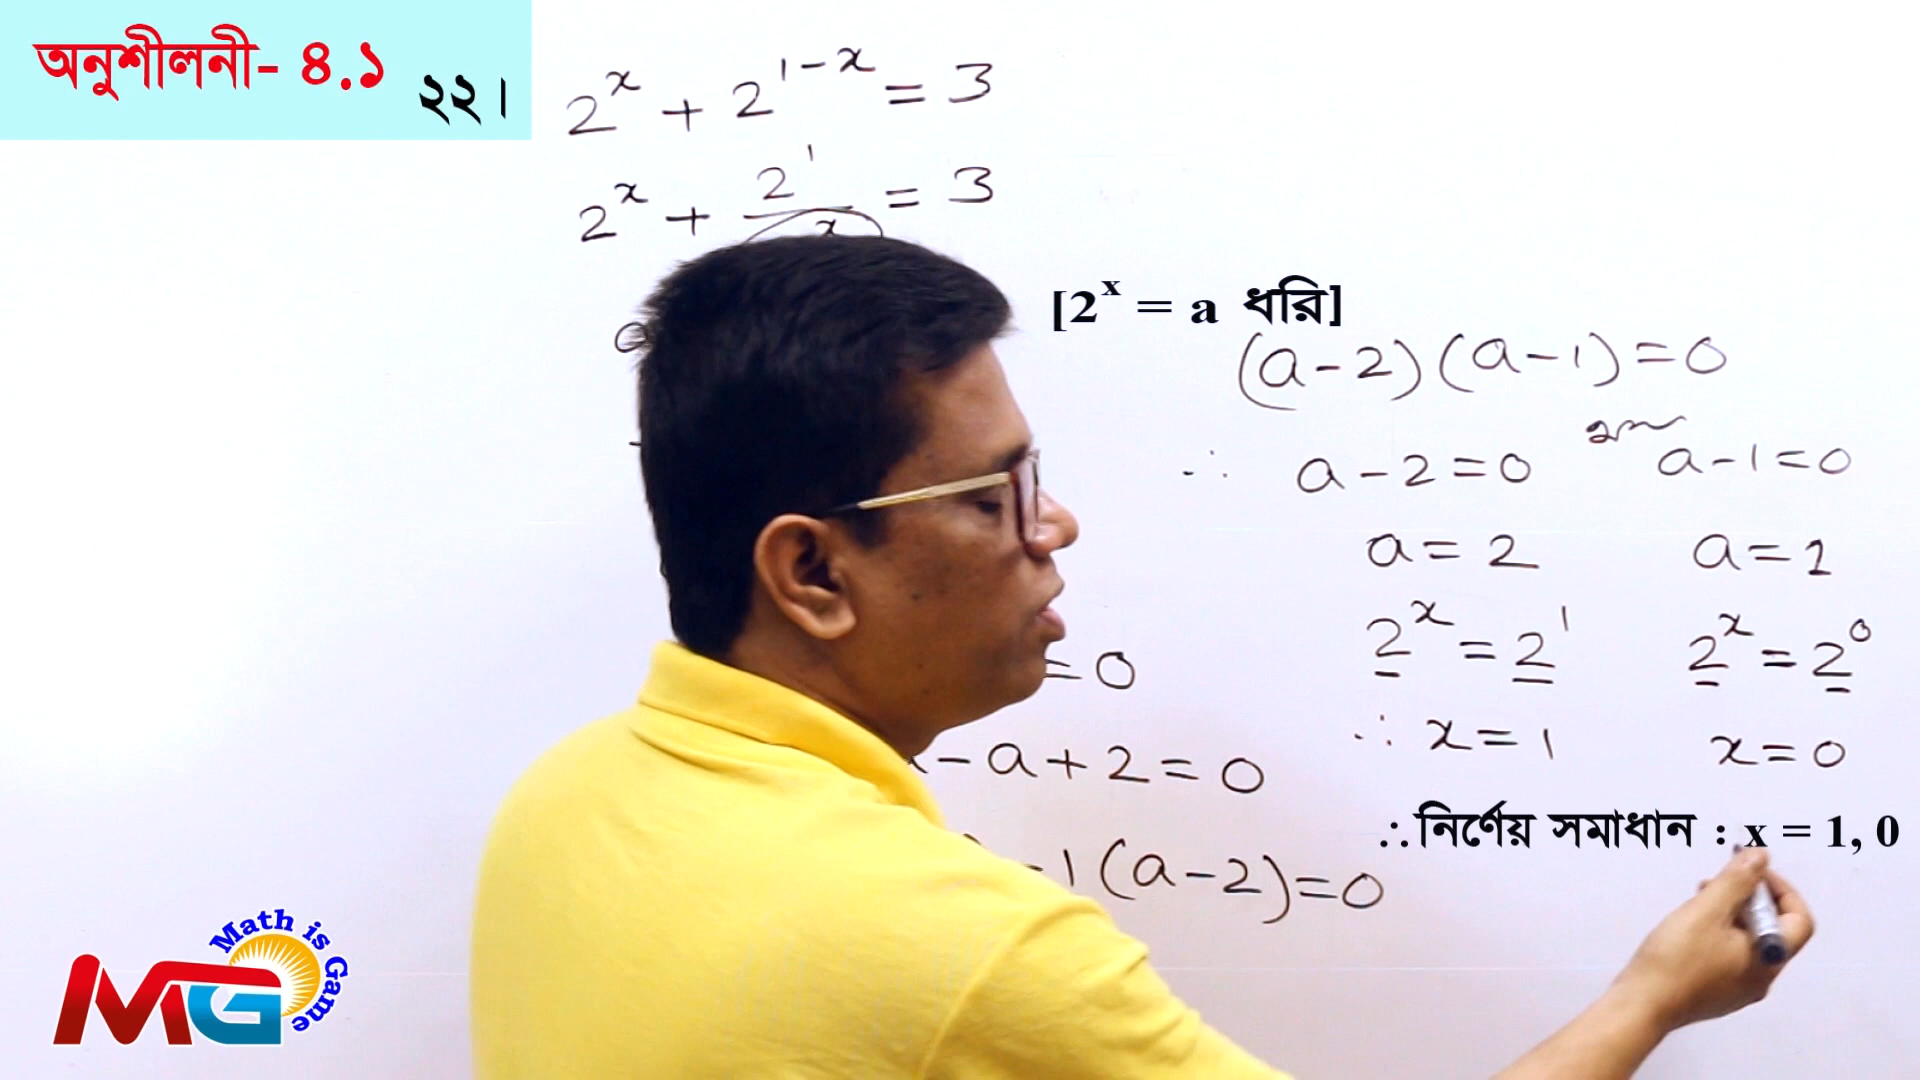 অনুশীলনী- ৪.১
২২।
2^x + 2^{1-x} = 3
2^x + 2^1/x = 3
[2^x = a ধরি]
a
= 0
- a + 2 = 0
- 1 (a - 2) = 0
(a - 2) (a - 1) = 0
∴ a - 2 = 0 a - 1 = 0
a = 2 a = 1
2^x = 2^1 2^x = 2^0
∴ x = 1 x = 0
∴নির্ণেয় সমাধান : x = 1, 0
Math is Game
MG